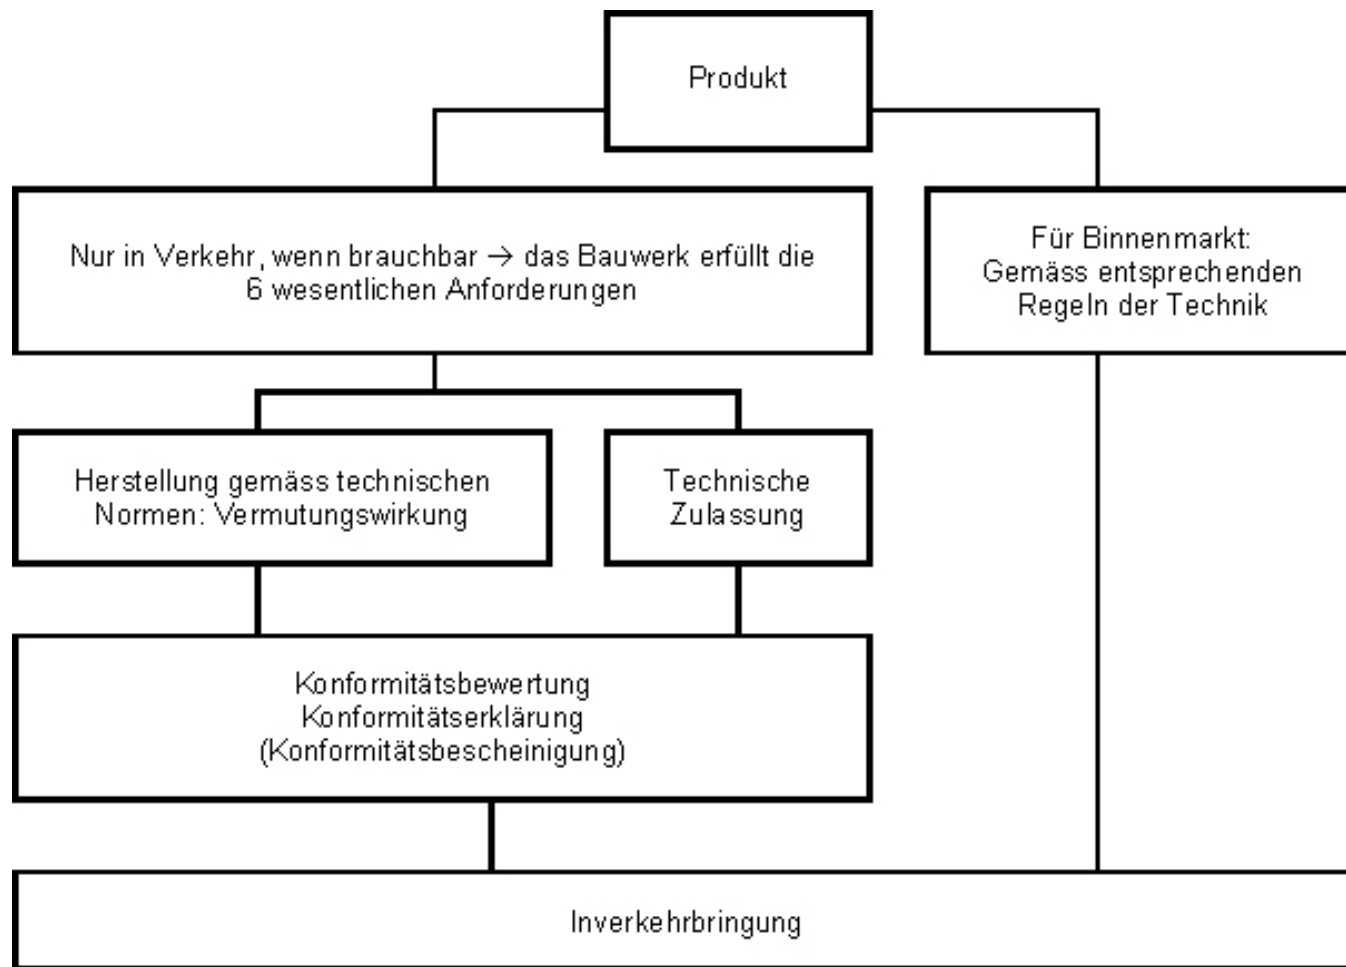 Produkt
Nur in Verkehr, wenn brauchbar → das Bauwerk erfüllt die
6 wesentlichen Anforderungen
Für Binnenmarkt:
Gemäss entsprechenden
Regeln der Technik
Herstellung gemäss technischen
Normen: Vermutungswirkung
Technische
Zulassung
Konformitätsbewertung
Konformitätserklärung
(Konformitätsbescheinigung)
Inverkehrbringung